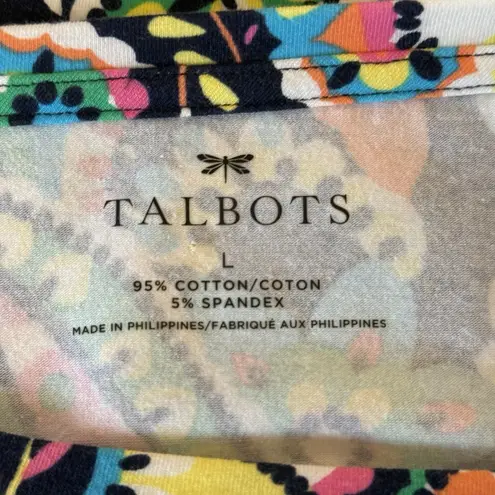 TALBOTS
L
95% COTTON/COTON
5% SPANDEX
MADE IN PHILIPPINES/FABRIQUÉ AUX PHILIPPINES